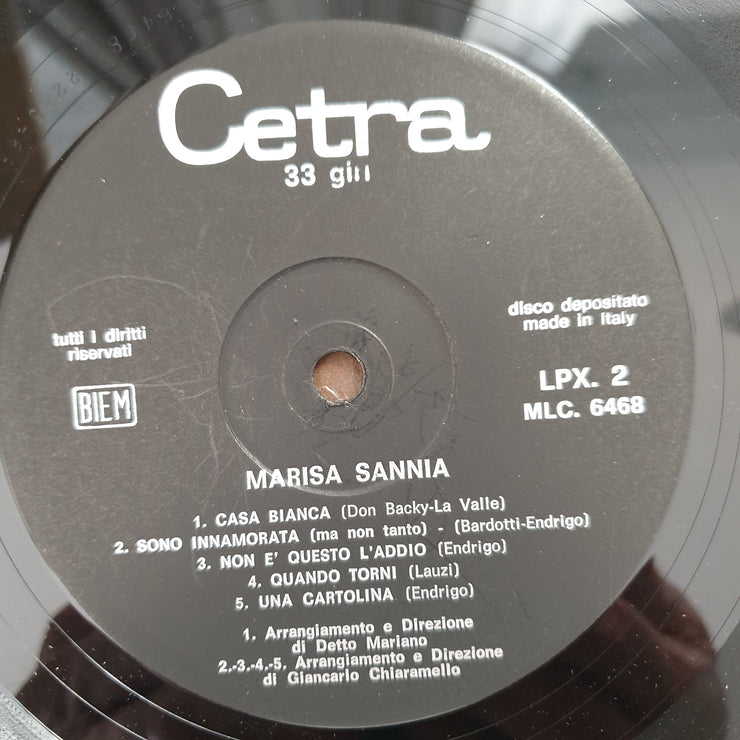 Cetra
33 giri
tutti i diritti
riservati
BIEM
disco depositato
made in Italy
LPX. 2
MLC. 6468
MARISA SANNIA
1. CASA BIANCA (Don Backy-La Valle)
2. SONO INNAMORATA (ma non tanto) - (Bardotti-Endrigo)
3. NON E' QUESTO L'ADDIO (Endrigo)
4. QUANDO TORNI (Lauzi)
5. UNA CARTOLINA (Endrigo)
1. Arrangiamento e Direzione
di Detto Mariano
2.-3.-4.-5. Arrangiamento e Direzione
di Giancarlo Chiaramello